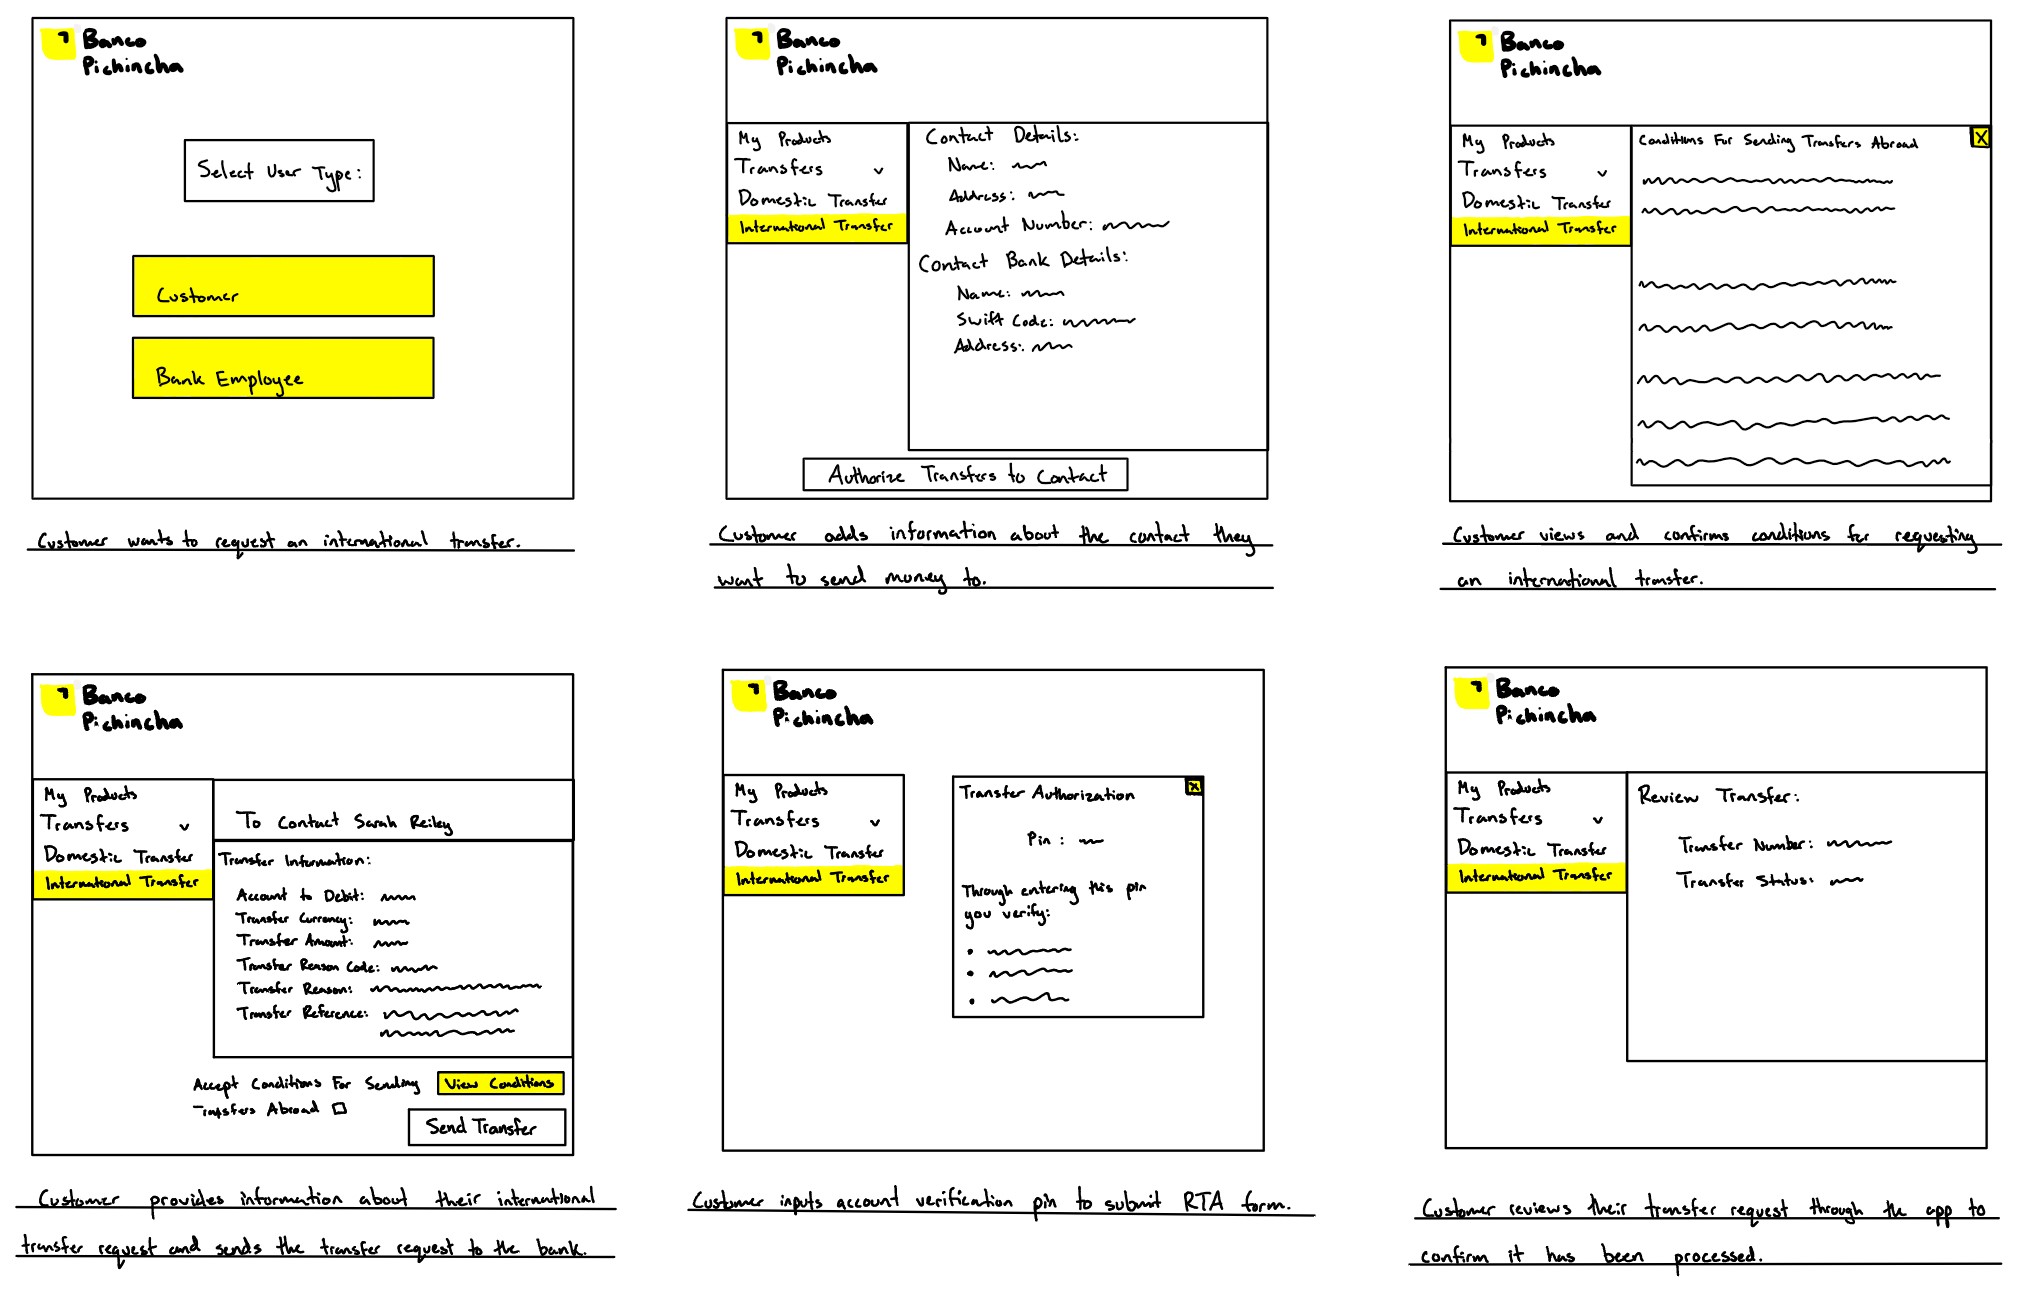 Banco
Pichincha
Select User Type:
Customer
Bank Employee
Customer wants to request an international transfer.
Banco
Pichincha
My Products
Transfers
Domestic Transfer
International Transfer
Contact Details:
Name:
Address:
Account Number:
Contact Bank Details:
Name:
Swift Code:
Address:
Authorize Transfers to Contact
Customer adds information about the contact they
want to send money to.
Banco
Pichincha
My Products
Transfers
Domestic Transfer
International Transfer
Conditions For Sending Transfers Abroad
X
Customer views and confirms conditions for requesting
an international transfer.
Banco
Pichincha
My Products
Transfers
Domestic Transfer
International Transfer
To Contact Sarah Reiley
Transfer Information:
Account to Debit:
Transfer Currency:
Transfer Amount:
Transfer Reason Code:
Transfer Reason:
Transfer Reference:
Accept Conditions For Sending
Transfers Abroad
View Conditions
Send Transfer
Customer provides information about their international
transfer request and sends the transfer request to the bank.
Banco
Pichincha
My Products
Transfers
Domestic Transfer
International Transfer
Transfer Authorization
X
Pin:
Through entering this pin
you verify:
Customer inputs account verification pin to submit RTA form.
Banco
Pichincha
My Products
Transfers
Domestic Transfer
International Transfer
Review Transfer:
Transfer Number:
Transfer Status:
Customer reviews their transfer request through the app to
confirm it has been processed.